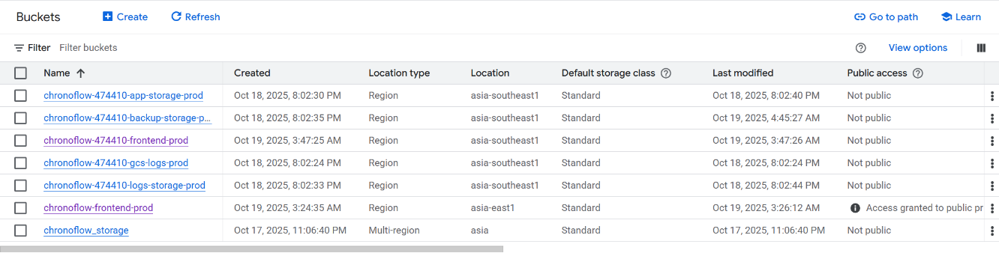 Buckets Create Refresh Go to path Learn
Filter Filter buckets View options
Name Created Location type Location Default storage class Last modified Public access
chronoflow-474410-app-storage-prod Oct 18, 2025, 8:02:30 PM Region asia-southeast1 Standard Oct 18, 2025, 8:02:40 PM Not public
chronoflow-474410-backup-storage-p... Oct 18, 2025, 8:02:35 PM Region asia-southeast1 Standard Oct 19, 2025, 4:45:27 AM Not public
chronoflow-474410-frontend-prod Oct 19, 2025, 3:47:25 AM Region asia-southeast1 Standard Oct 19, 2025, 3:47:26 AM Not public
chronoflow-474410-gcs-logs-prod Oct 18, 2025, 8:02:24 PM Region asia-southeast1 Standard Oct 18, 2025, 8:02:24 PM Not public
chronoflow-474410-logs-storage-prod Oct 18, 2025, 8:02:33 PM Region asia-southeast1 Standard Oct 18, 2025, 8:02:44 PM Not public
chronoflow-frontend-prod Oct 19, 2025, 3:24:35 AM Region asia-east1 Standard Oct 19, 2025, 3:26:12 AM Access granted to public pr
chronoflow_storage Oct 17, 2025, 11:06:40 PM Multi-region asia Standard Oct 17, 2025, 11:06:40 PM Not public